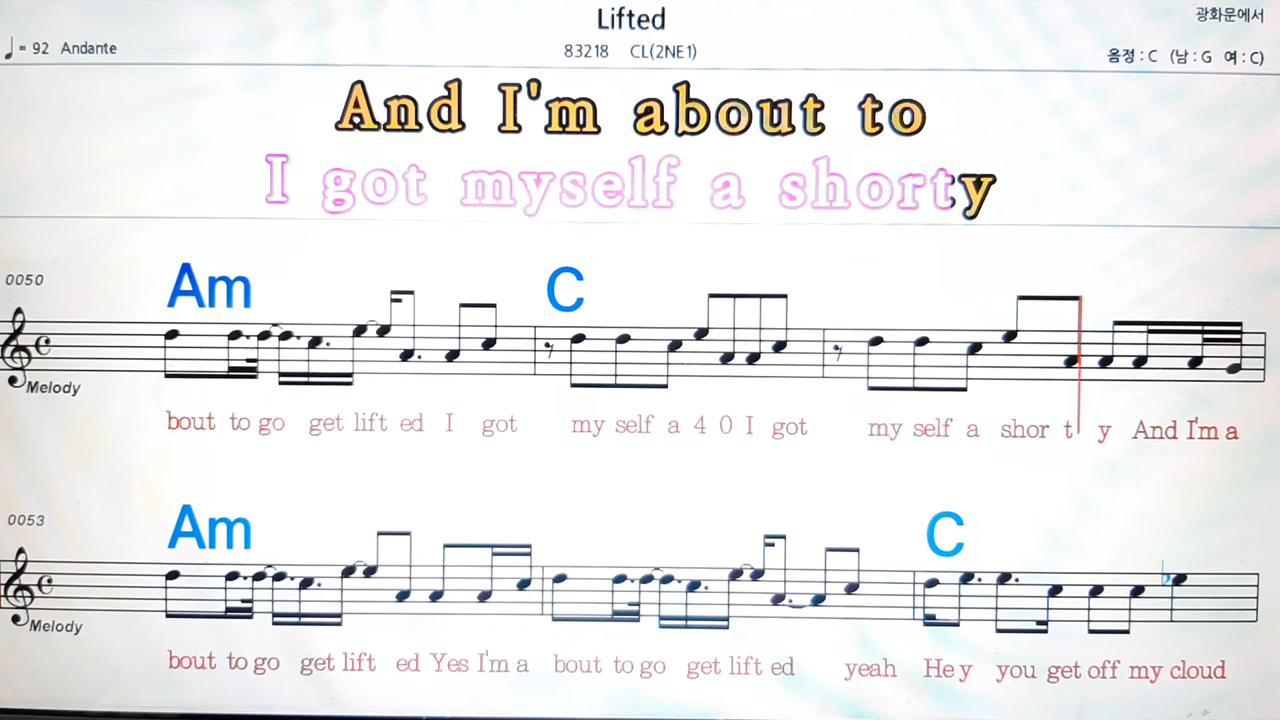 Lifted
광화문에서
♩= 92 Andante
83218 CL(2NE1)
음정 : C (남 : G 여 : C)
And I'm about to
I got myself a shorty
0050
Am C
Melody
bout to go get lift ed I got my self a 4 0 I got my self a shor t y And I'm a
0053
Am C
Melody
bout to go get lift ed Yes I'm a bout to go get lift ed yeah He y you get off my cloud